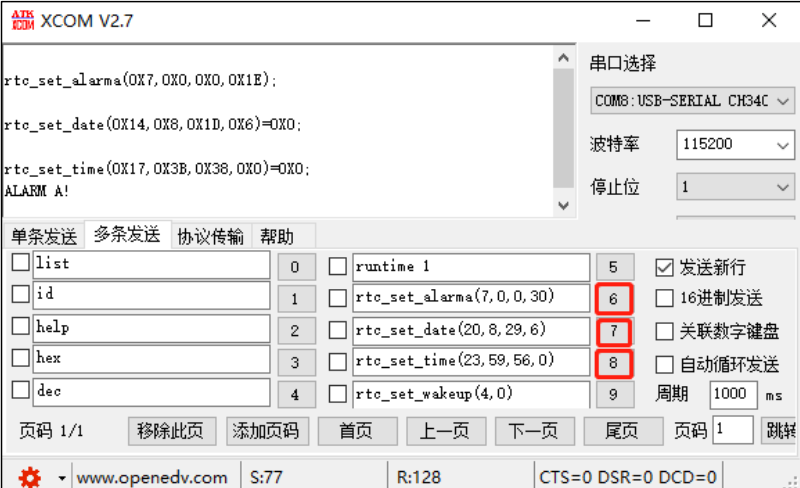 ATK XCOM XCOM V2.7
rtc_set_alarma(0X7,0X0,0X0,0X1E);
串口选择
COM8:USB-SERIAL CH340
rtc_set_date(0X14,0X8,0X1D,0X6)=0X0;
波特率 115200
rtc_set_time(0X17,0X3B,0X38,0X0)=0X0;
ALARM A!
停止位 1
单条发送 多条发送 协议传输 帮助
list 0 runtime 1 5 发送新行
id 1 rtc_set_alarma(7,0,0,30) 6 16进制发送
help 2 rtc_set_date(20,8,29,6) 7 关联数字键盘
hex 3 rtc_set_time(23,59,56,0) 8 自动循环发送
dec 4 rtc_set_wakeup(4,0) 9 周期 1000 ms
页码 1/1 移除此页 添加页码 首页 上一页 下一页 尾页 页码 1 跳转
www.openedv.com S:77 R:128 CTS=0 DSR=0 DCD=0